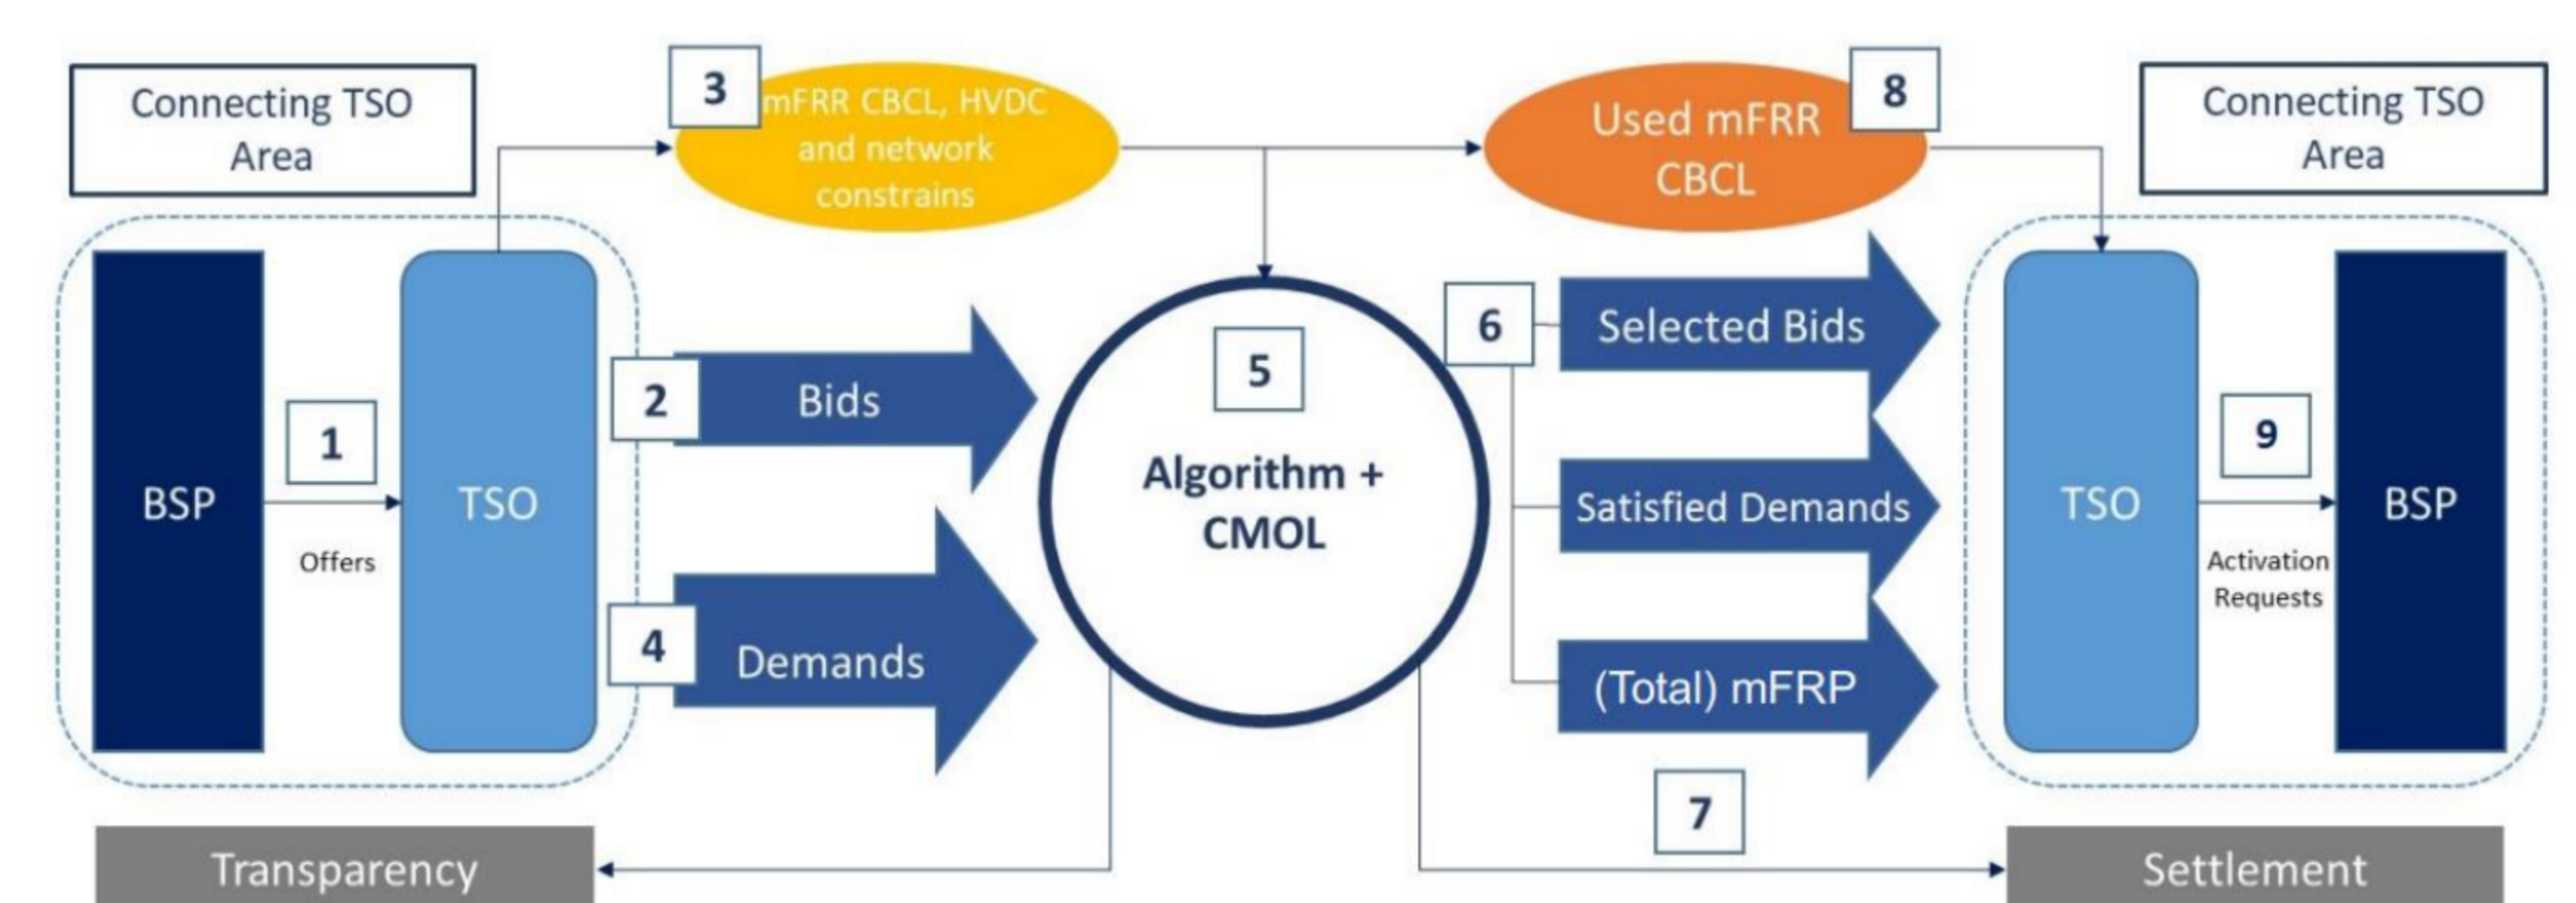 Connecting TSO
Area
3
mFRR CBCL, HVDC
and network
constrains
Used mFRR
CBCL
8
Connecting TSO
Area
BSP
1
Offers
TSO
2
Bids
4
Demands
5
Algorithm +
CMOL
6
Selected Bids
Satisfied Demands
(Total) mFRP
7
TSO
9
Activation
Requests
BSP
Transparency
Settlement